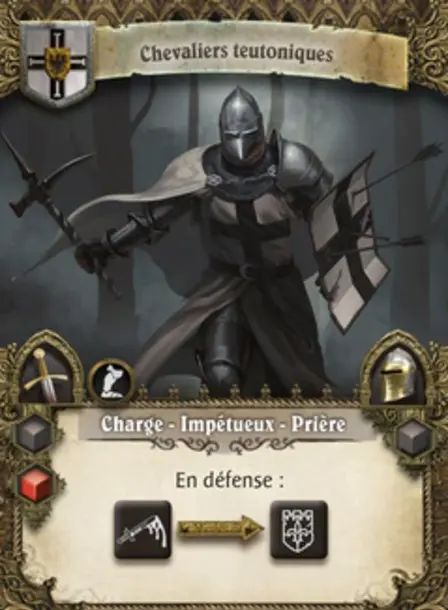 Chevaliers teutoniques
Charge - Impétueux - Prière
En défense :